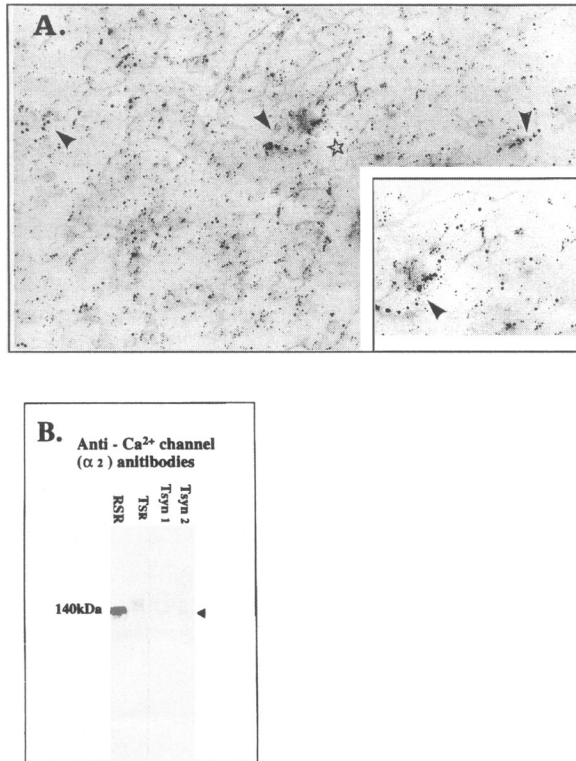 A.
B.
Anti - Ca²⁺ channel
(α 2 ) anitibodies
RSR
TSR
Tsyn 1
Tsyn 2
140kDa